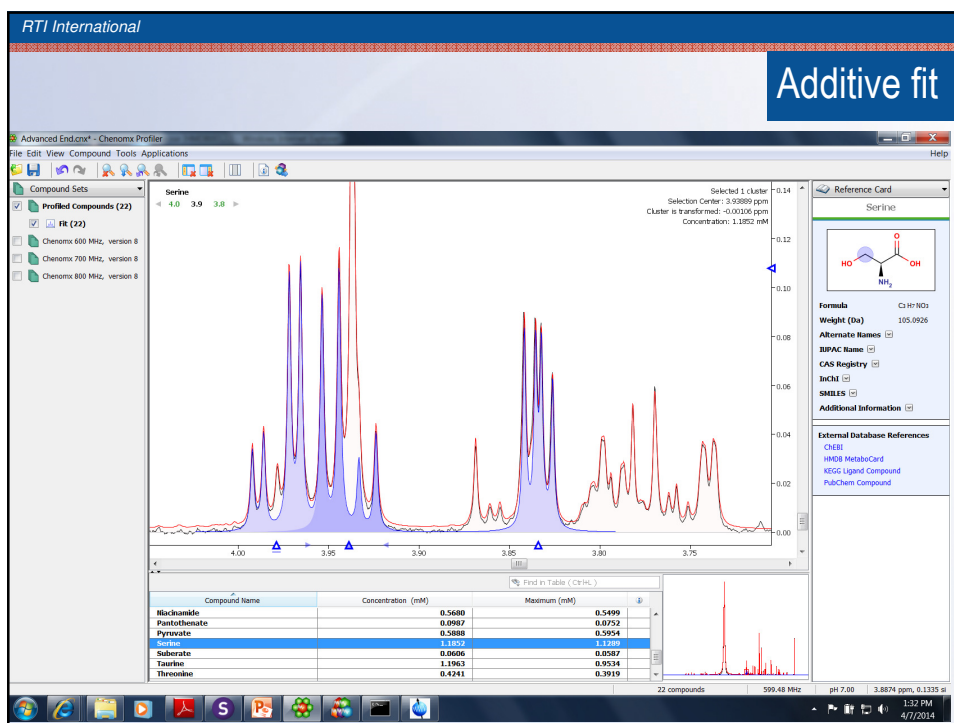 RTI International
Additive fit
Advanced End.cnx* - Chenomx Profiler
File Edit View Compound Tools Applications Help
Compound Sets
Profiled Compounds (22)
Fit (22)
Chenomx 600 MHz, version 8
Chenomx 700 MHz, version 8
Chenomx 800 MHz, version 8
Serine
4.0 3.9 3.8
Selected 1 cluster
Selection Center: 3.93889 ppm
Cluster is transformed: -0.00106 ppm
Concentration: 1.1852 mM
0.14
0.12
0.10
0.08
0.06
0.04
0.02
0.00
4.00 3.95 3.90 3.85 3.80 3.75
Reference Card
Serine
HO O OH
NH2
Formula C3 H7 NO3
Weight (Da) 105.0926
Alternate Names
IUPAC Name
CAS Registry
InChI
SMILES
Additional Information
External Database References
ChEBI
HMDB MetaboCard
KEGG Ligand Compound
PubChem Compound
Find in Table ( Ctrl+L )
Compound Name Concentration (mM) Maximum (mM)
Niacinamide 0.5680 0.5499
Pantothenate 0.0987 0.0752
Pyruvate 0.5888 0.5954
Serine 1.1852 1.1289
Suberate 0.0606 0.0587
Taurine 1.1963 0.9534
Threonine 0.4241 0.3919
22 compounds 599.48 MHz pH 7.00 3.8874 ppm, 0.1335 si
1:32 PM
4/7/2014